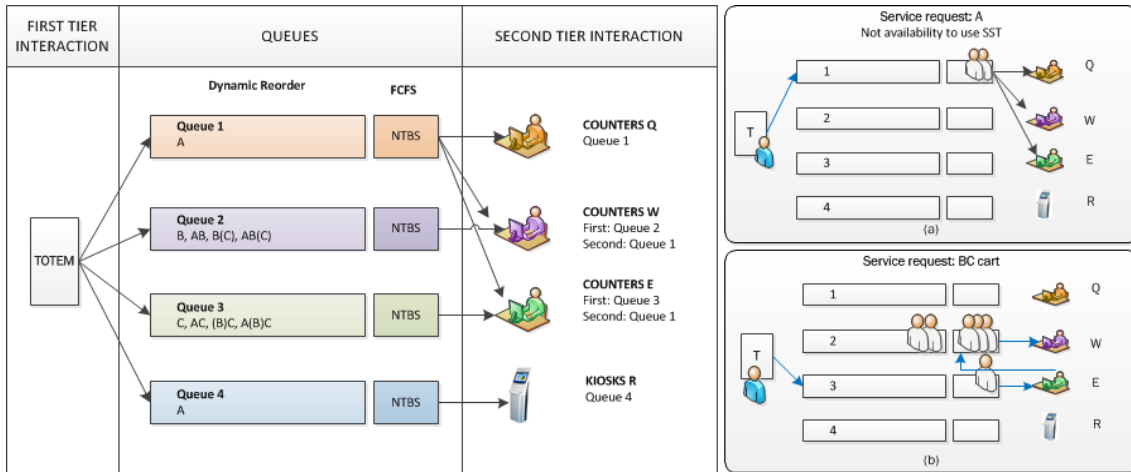 FIRST TIER
INTERACTION
QUEUES
SECOND TIER INTERACTION
Dynamic Reorder
FCFS
TOTEM
Queue 1
A
NTBS
COUNTERS Q
Queue 1
Queue 2
B, AB, B(C), AB(C)
NTBS
COUNTERS W
First: Queue 2
Second: Queue 1
Queue 3
C, AC, (B)C, A(B)C
NTBS
COUNTERS E
First: Queue 3
Second: Queue 1
Queue 4
A
NTBS
KIOSKS R
Queue 4
Service request: A
Not availability to use SST
1
Q
2
W
T
3
E
4
R
(a)
Service request: BC cart
1
Q
2
W
T
3
E
4
R
(b)